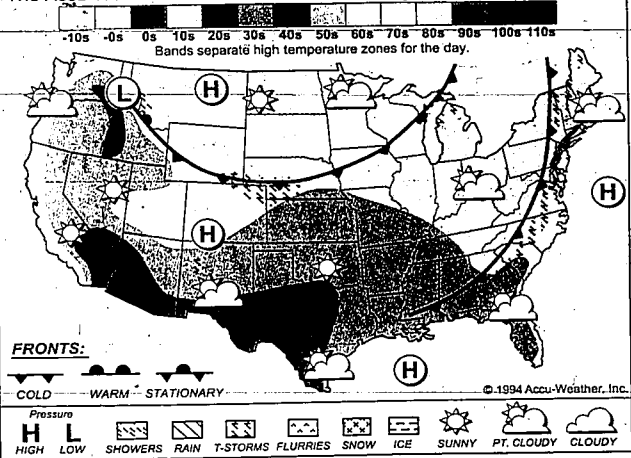 -10s -0s 0s 10s 20s 30s 40s 50s 60s 70s 80s 90s 100s 110s
Bands separate high temperature zones for the day.
L
H
H
H
H
FRONTS:
COLD WARM STATIONARY
© 1994 Accu-Weather, Inc.
Pressure
H L
HIGH LOW SHOWERS RAIN T-STORMS FLURRIES SNOW ICE SUNNY PT. CLOUDY CLOUDY